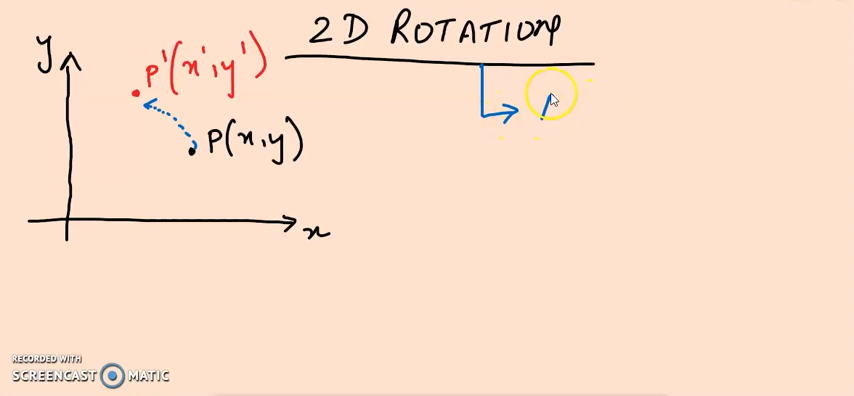 2D ROTATION
y
P'(x',y')
P(x,y)
x
RECORDED WITH
SCREENCAST MATIC